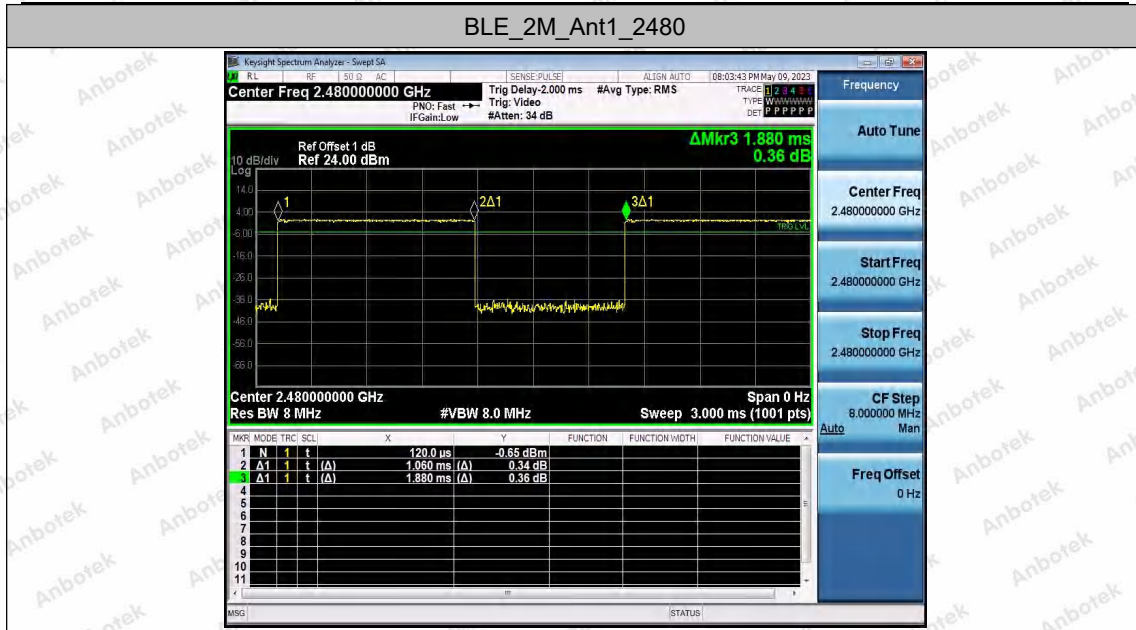 BLE_2M_Ant1_2480
Keysight Spectrum Analyzer - Swept SA
RL RF 50 Ω AC SENSE:PULSE ALIGN AUTO 08:03:43 PM May 09, 2023
Center Freq 2.480000000 GHz
PNO: Fast
IFGain:Low
Trig Delay-2.000 ms
Trig: Video
#Atten: 34 dB
#Avg Type: RMS
TRACE 1 2 3 4 5 6
TYPE WWWWWW
DET P P P P P P
ΔMkr3 1.880 ms
0.36 dB
Ref Offset 1 dB
10 dB/div Ref 24.00 dBm
Log
14.0
4.00
-6.00
-16.0
-26.0
-36.0
-46.0
-56.0
-66.0
1
2Δ1
3Δ1
TRIG LVL
Center 2.480000000 GHz Span 0 Hz
Res BW 8 MHz #VBW 8.0 MHz Sweep 3.000 ms (1001 pts)
MKR MODE TRC SCL X Y FUNCTION FUNCTION WIDTH FUNCTION VALUE
1 N 1 t 120.0 µs -0.65 dBm
2 Δ1 1 t (Δ) 1.060 ms (Δ) 0.34 dB
3 Δ1 1 t (Δ) 1.880 ms (Δ) 0.36 dB
4
5
6
7
8
9
10
11
MSG STATUS
Frequency
Auto Tune
Center Freq
2.480000000 GHz
Start Freq
2.480000000 GHz
Stop Freq
2.480000000 GHz
CF Step
8.000000 MHz
Auto Man
Freq Offset
0 Hz
Anbotek